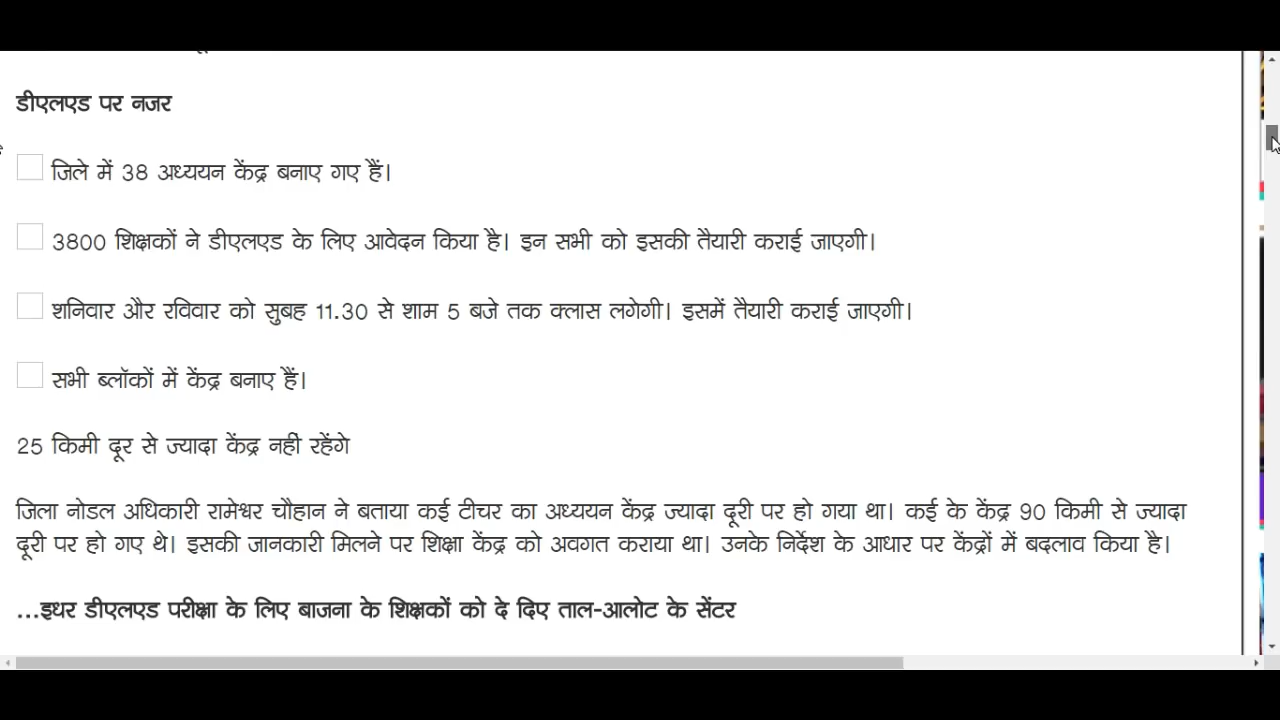 डीएलएड पर नजर
जिले में 38 अध्ययन केंद्र बनाए गए हैं।
3800 शिक्षकों ने डीएलएड के लिए आवेदन किया है। इन सभी को इसकी तैयारी कराई जाएगी।
शनिवार और रविवार को सुबह 11.30 से शाम 5 बजे तक क्लास लगेगी। इसमें तैयारी कराई जाएगी।
सभी ब्लॉकों में केंद्र बनाए हैं।
25 किमी दूर से ज्यादा केंद्र नहीं रहेंगे
जिला नोडल अधिकारी रामेश्वर चौहान ने बताया कई टीचर का अध्ययन केंद्र ज्यादा दूरी पर हो गया था। कई के केंद्र 90 किमी से ज्यादा
दूरी पर हो गए थे। इसकी जानकारी मिलने पर शिक्षा केंद्र को अवगत कराया था। उनके निर्देश के आधार पर केंद्रों में बदलाव किया है।
...इधर डीएलएड परीक्षा के लिए बाजना के शिक्षकों को दे दिए ताल-आलोट के सेंटर